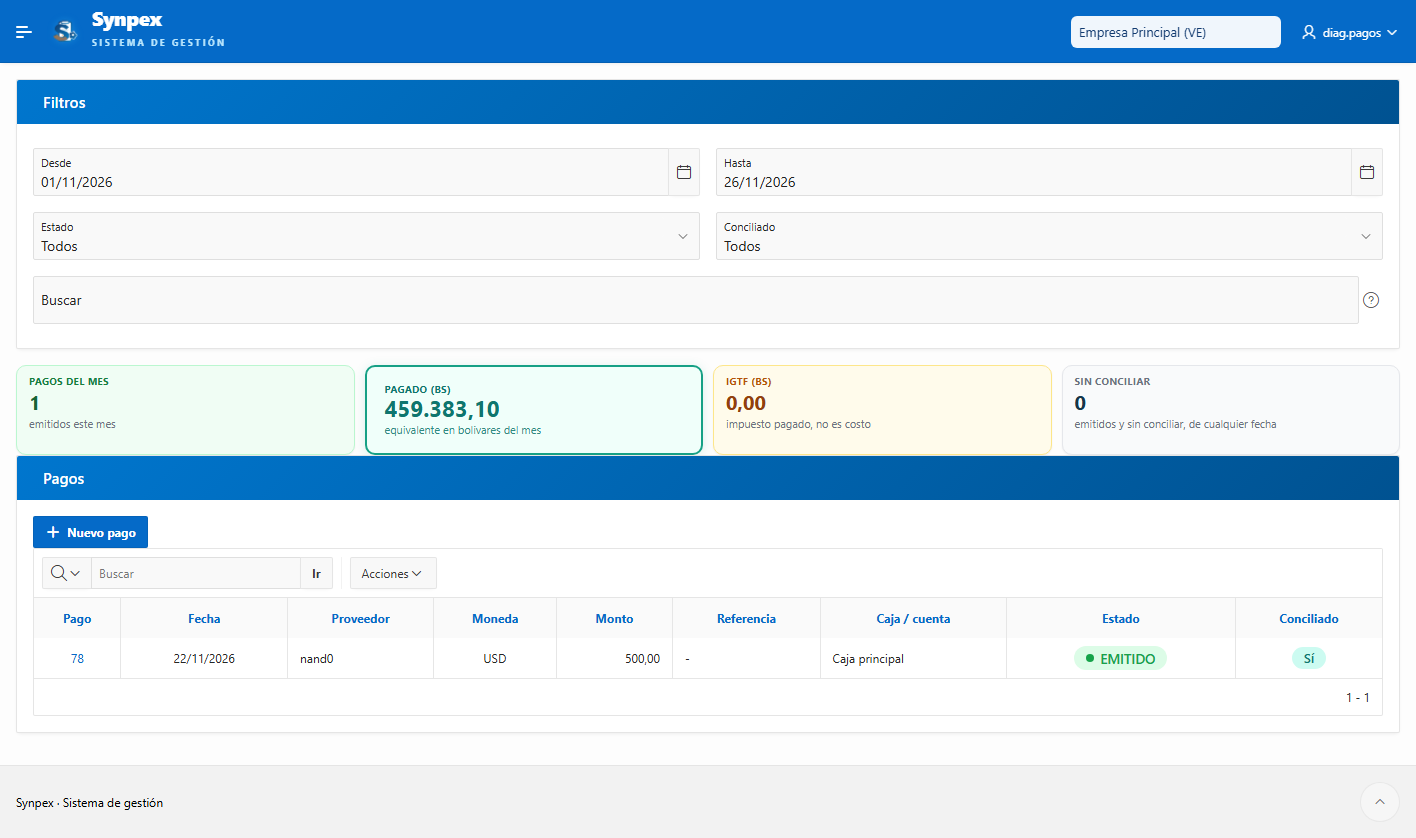 Synpex
SISTEMA DE GESTIÓN
Empresa Principal (VE)
diag.pagos
Filtros
Desde
01/11/2026
Hasta
26/11/2026
Estado
Todos
Conciliado
Todos
Buscar
?
PAGOS DEL MES
1
emitidos este mes
PAGADO (BS)
459.383,10
equivalente en bolivares del mes
IGTF (BS)
0,00
impuesto pagado, no es costo
SIN CONCILIAR
0
emitidos y sin conciliar, de cualquier fecha
Pagos
+ Nuevo pago
Buscar
Ir
Acciones
Pago Fecha Proveedor Moneda Monto Referencia Caja / cuenta Estado Conciliado
78 22/11/2026 nand0 USD 500,00 - Caja principal EMITIDO Sí
1 - 1
Synpex · Sistema de gestión